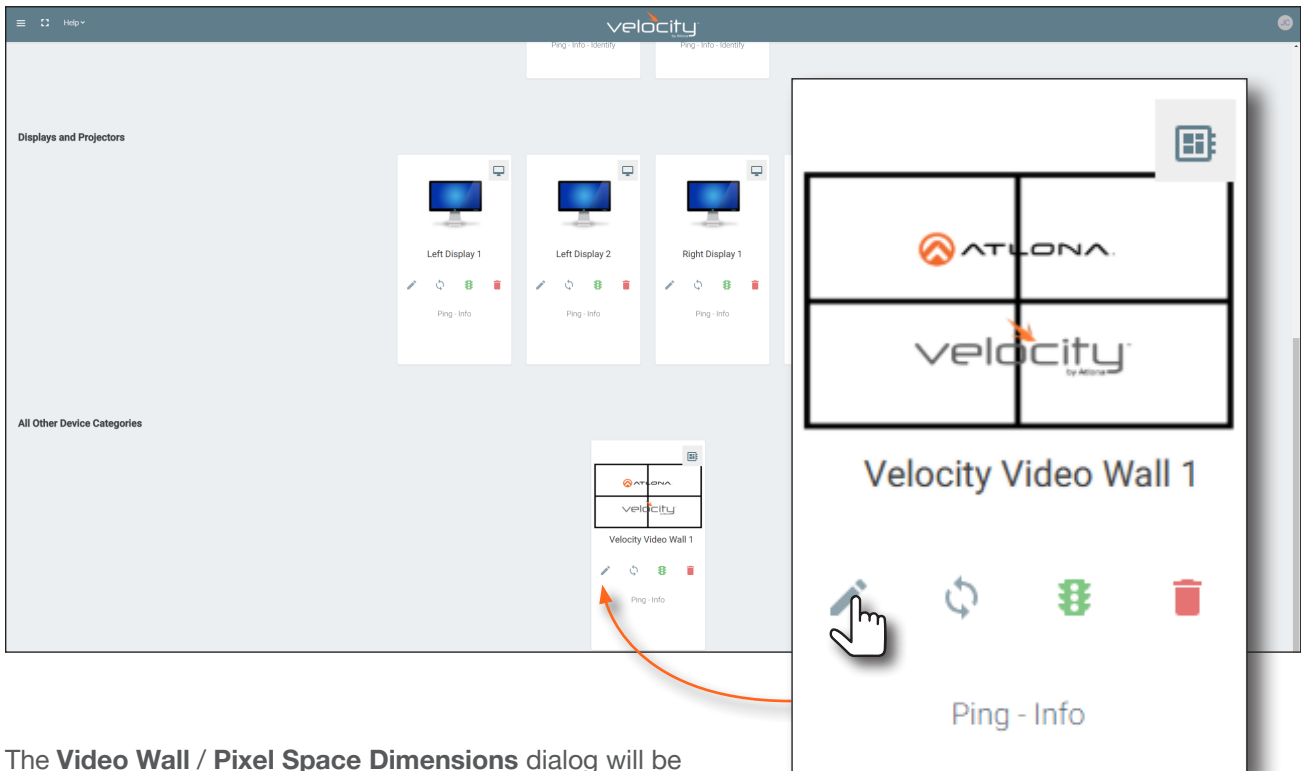 Help
velocity
by Atlona
JC
Ping - Info - Identify
Ping - Info - Identify
Displays and Projectors
Left Display 1
Left Display 2
Right Display 1
Ping - Info
Ping - Info
Ping - Info
All Other Device Categories
ATLONA
velocity
Velocity Video Wall 1
Ping - Info
ATLONA.
velocity
by Atlona
Velocity Video Wall 1
Ping - Info
The Video Wall / Pixel Space Dimensions dialog will be